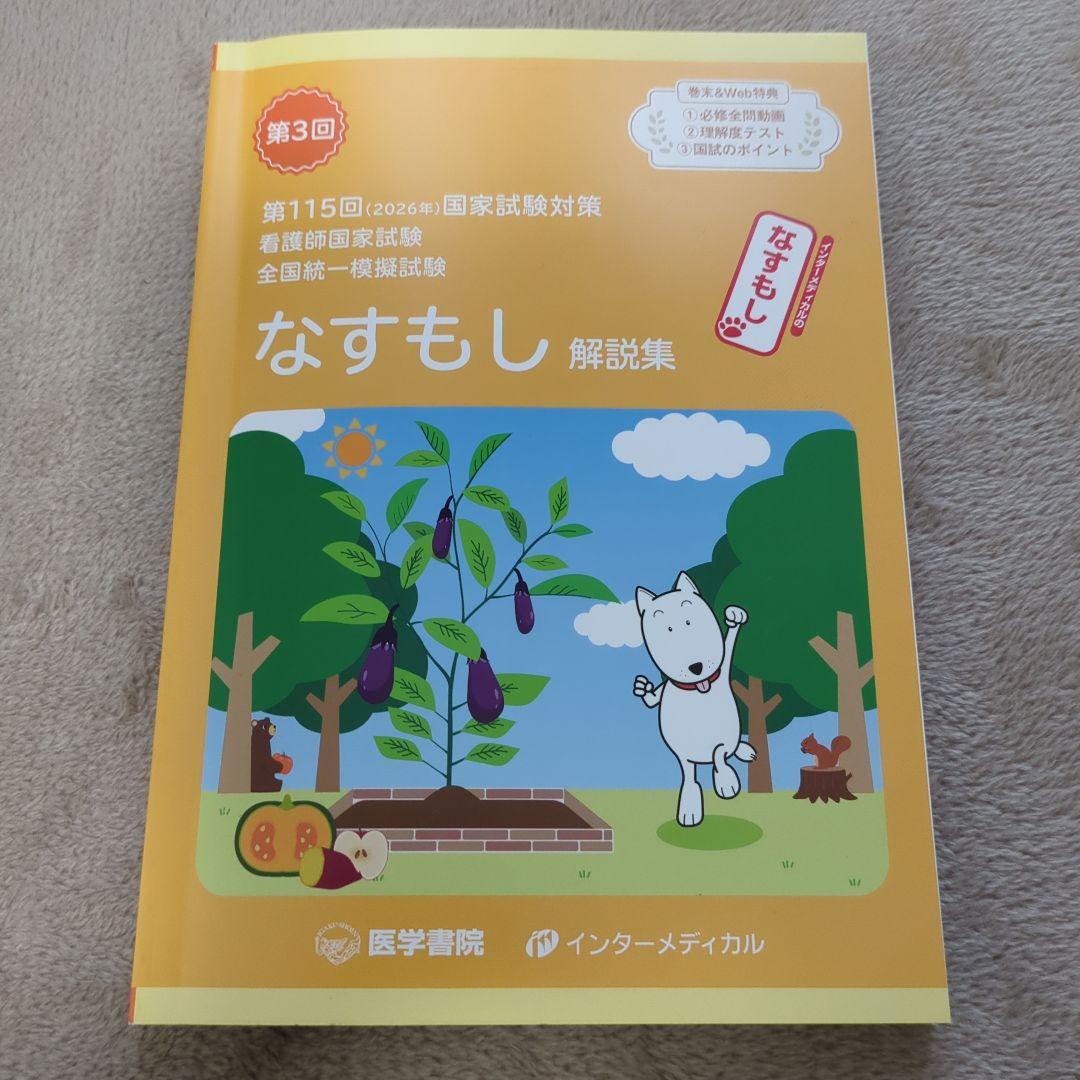 第3回
巻末&Web特典
①必修全問動画
②理解度テスト
③国試のポイント
第115回(2026年)国家試験対策
看護師国家試験
全国統一模擬試験
インターメディカルの
なすもし
なすもし 解説集
IGAKU-SHOIN
医学書院
インターメディカル